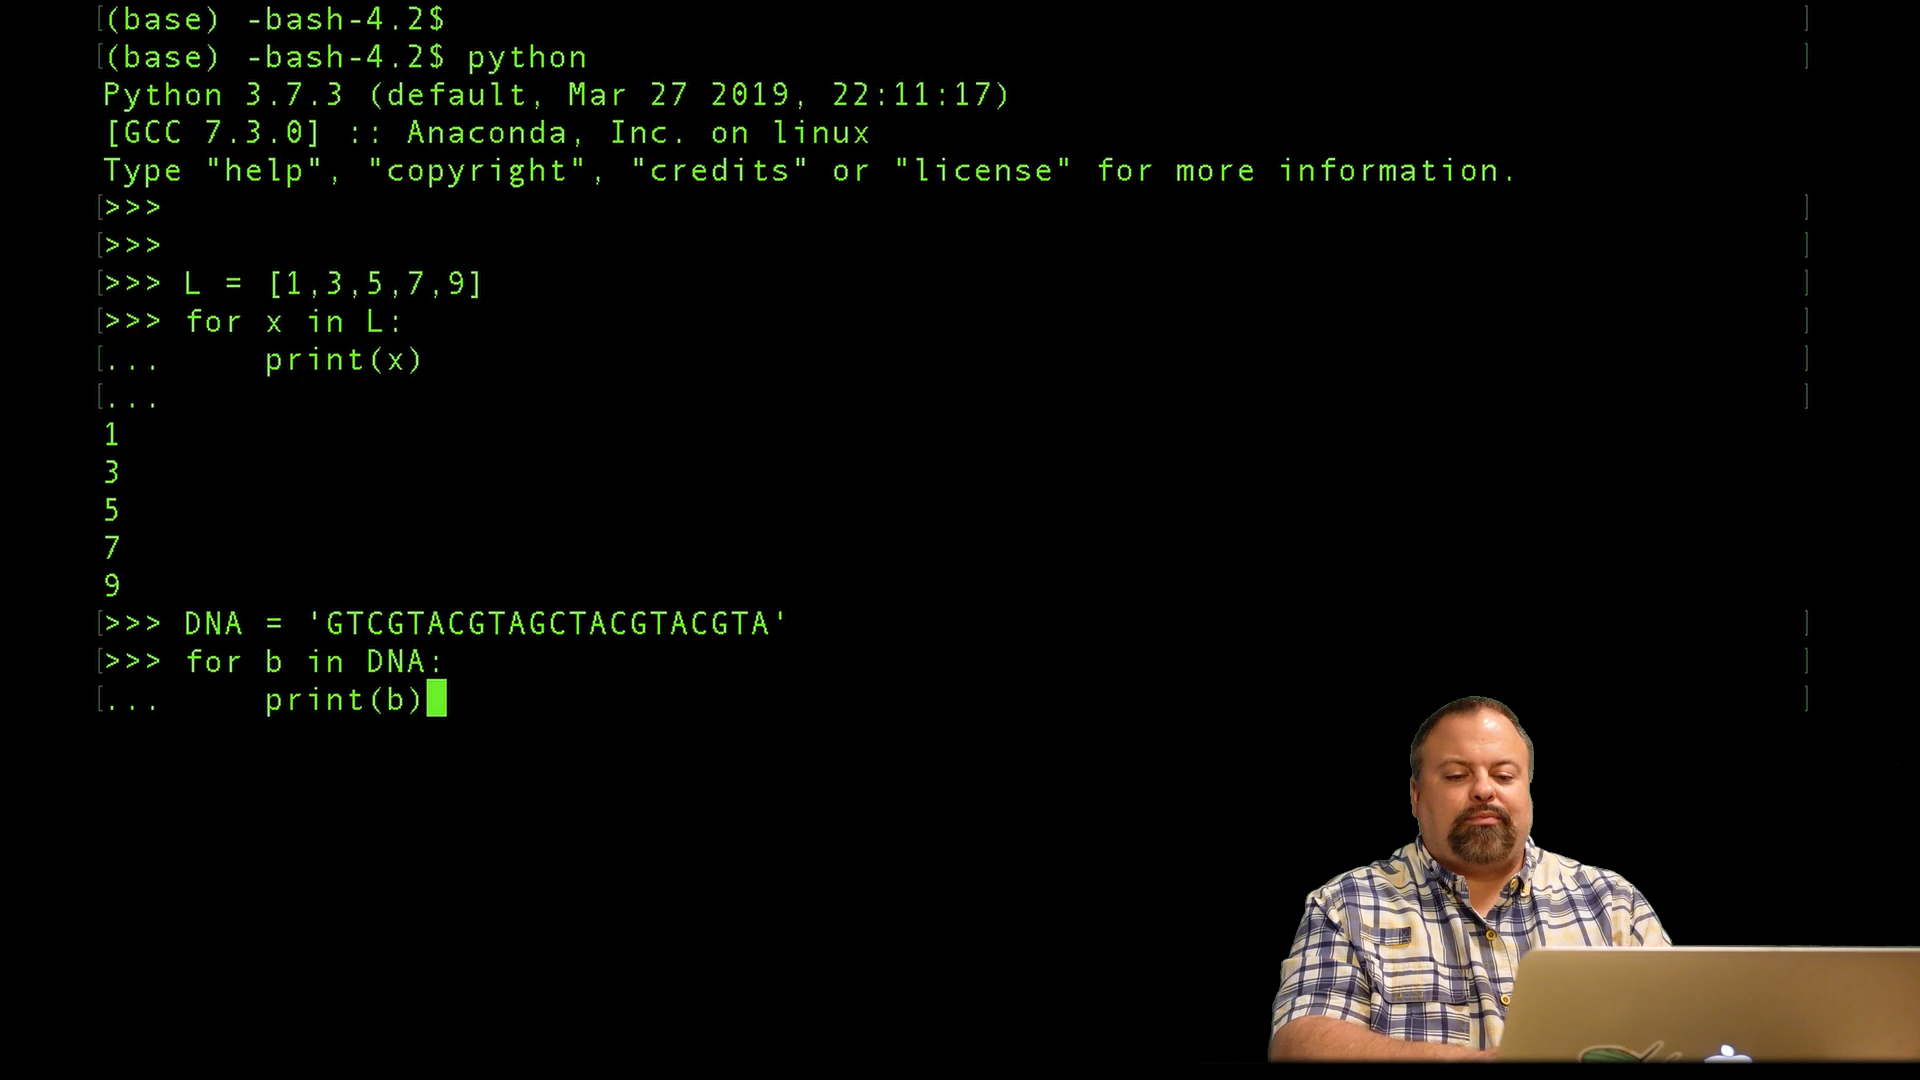 [(base) -bash-4.2$ ]
[(base) -bash-4.2$ python ]
Python 3.7.3 (default, Mar 27 2019, 22:11:17)
[GCC 7.3.0] :: Anaconda, Inc. on linux
Type "help", "copyright", "credits" or "license" for more information.
[>>> ]
[>>> ]
[>>> L = [1,3,5,7,9] ]
[>>> for x in L: ]
[...     print(x) ]
[... ]
1
3
5
7
9
[>>> DNA = 'GTCGTACGTAGCTACGTACGTA' ]
[>>> for b in DNA: ]
[...     print(b) ]